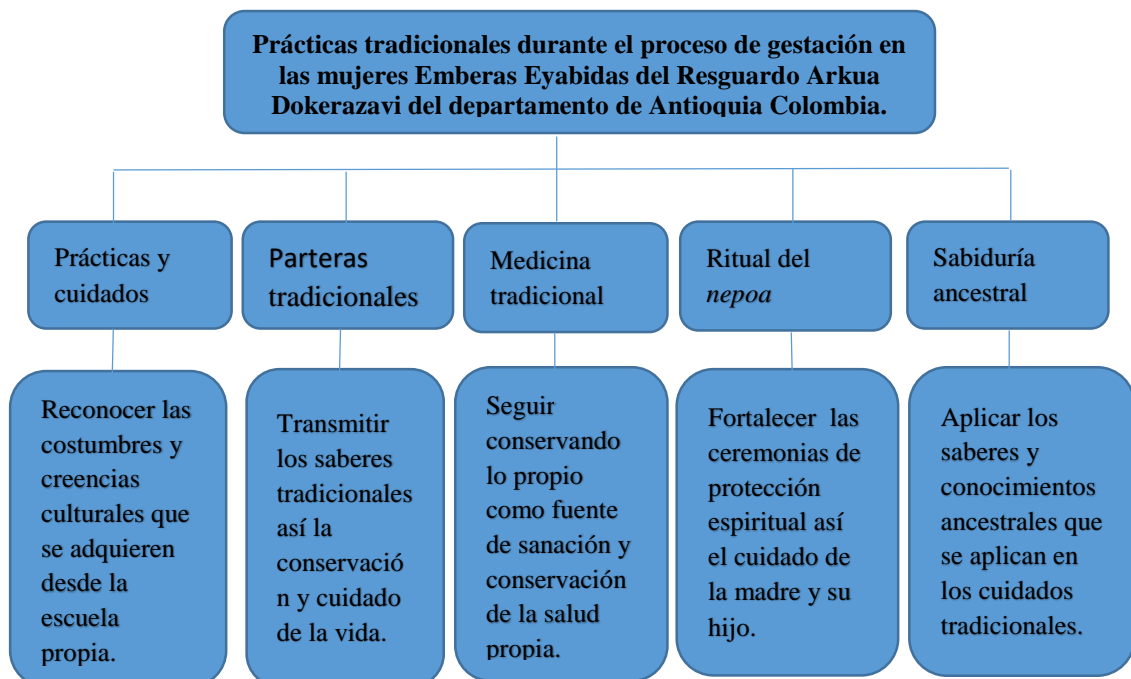 Prácticas tradicionales durante el proceso de gestación en
las mujeres Emberas Eyabidas del Resguardo Arkua
Dokerazavi del departamento de Antioquia Colombia.
Prácticas y
cuidados
Parteras
tradicionales
Medicina
tradicional
Ritual del
nepoa
Sabiduría
ancestral
Reconocer las
costumbres y
creencias
culturales que
se adquieren
desde la
escuela
propia.
Transmitir
los saberes
tradicionales
así la
conservació
n y cuidado
de la vida.
Seguir
conservando
lo propio
como fuente
de sanación y
conservación
de la salud
propia.
Fortalecer las
ceremonias de
protección
espiritual así
el cuidado de
la madre y su
hijo.
Aplicar los
saberes y
conocimientos
ancestrales que
se aplican en
los cuidados
tradicionales.